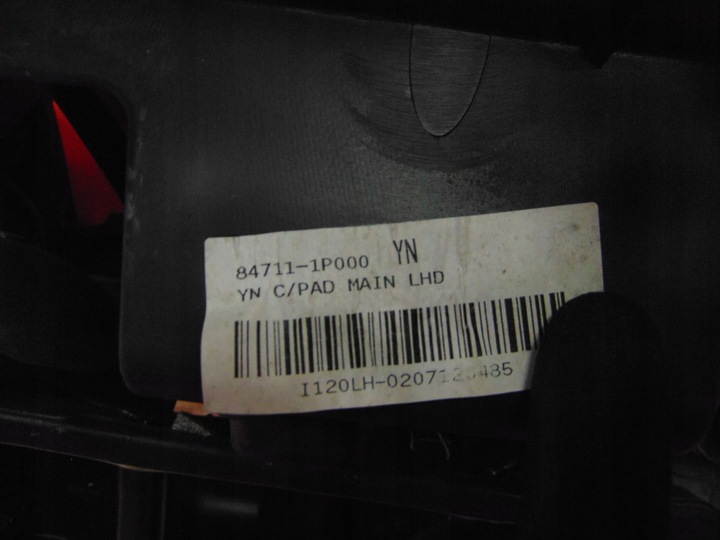 84711-1P000 YN
YN C/PAD MAIN LHD